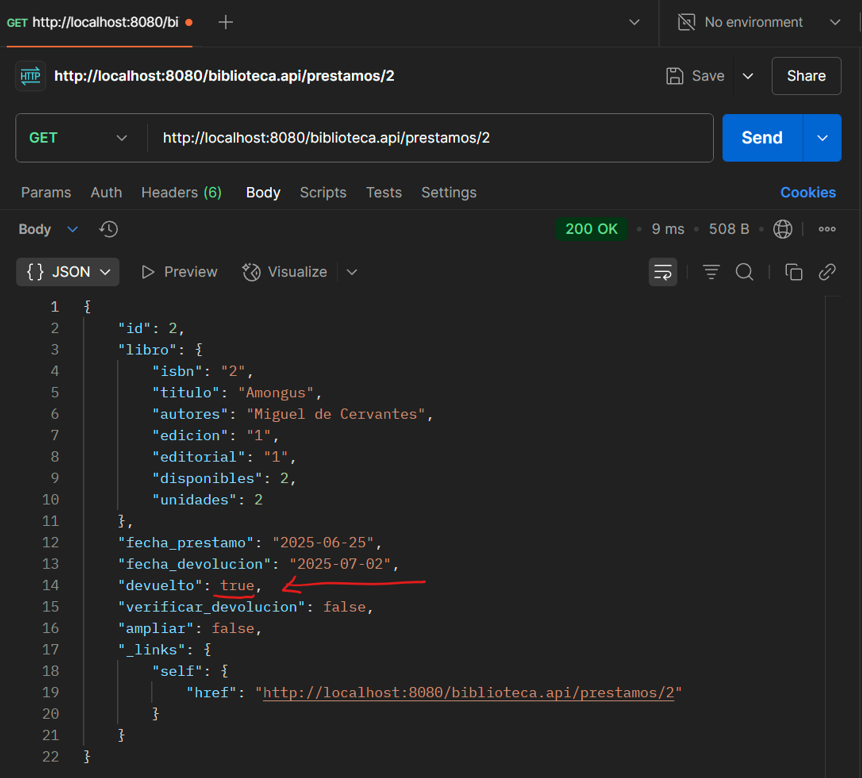 GET http://localhost:8080/bi
No environment
HTTP http://localhost:8080/biblioteca.api/prestamos/2
Save
Share
GET http://localhost:8080/biblioteca.api/prestamos/2
Send
Params Auth Headers (6) Body Scripts Tests Settings Cookies
Body 200 OK • 9 ms • 508 B •
{} JSON Preview Visualize
1 {
2 "id": 2,
3 "libro": {
4 "isbn": "2",
5 "titulo": "Amongus",
6 "autores": "Miguel de Cervantes",
7 "edicion": "1",
8 "editorial": "1",
9 "disponibles": 2,
10 "unidades": 2
11 },
12 "fecha_prestamo": "2025-06-25",
13 "fecha_devolucion": "2025-07-02",
14 "devuelto": true,
15 "verificar_devolucion": false,
16 "ampliar": false,
17 "_links": {
18 "self": {
19 "href": "http://localhost:8080/biblioteca.api/prestamos/2"
20 }
21 }
22 }